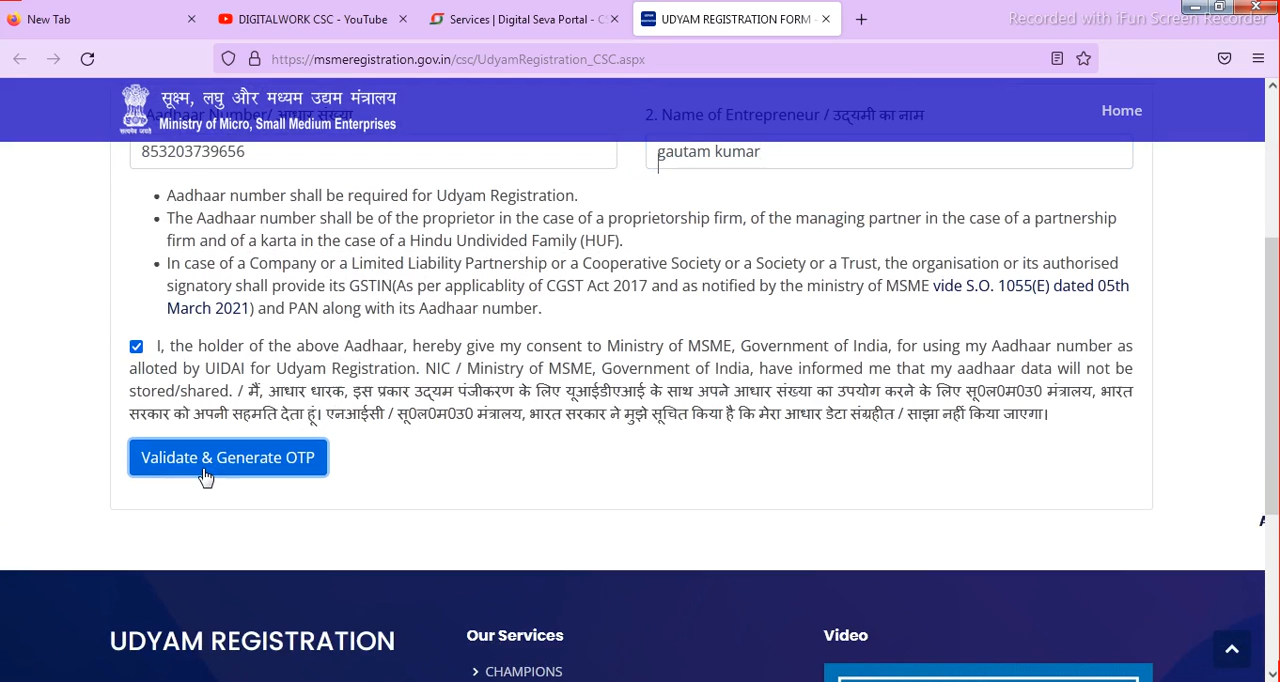 New Tab
DIGITALWORK CSC - YouTube
Services | Digital Seva Portal - C
UDYAM REGISTRATION FORM -
Recorded with iFun Screen Recorder
https://msmeregistration.gov.in/csc/UdyamRegistration_CSC.aspx
सूक्ष्म, लघु और मध्यम उद्यम मंत्रालय
Ministry of Micro, Small Medium Enterprises
Home
Aadhaar Number/ आधार संख्या
2. Name of Entrepreneur / उद्यमी का नाम
853203739656
gautam kumar
Aadhaar number shall be required for Udyam Registration.
The Aadhaar number shall be of the proprietor in the case of a proprietorship firm, of the managing partner in the case of a partnership
firm and of a karta in the case of a Hindu Undivided Family (HUF).
In case of a Company or a Limited Liability Partnership or a Cooperative Society or a Society or a Trust, the organisation or its authorised
signatory shall provide its GSTIN(As per applicablity of CGST Act 2017 and as notified by the ministry of MSME vide S.O. 1055(E) dated 05th
March 2021) and PAN along with its Aadhaar number.
I, the holder of the above Aadhaar, hereby give my consent to Ministry of MSME, Government of India, for using my Aadhaar number as
alloted by UIDAI for Udyam Registration. NIC / Ministry of MSME, Government of India, have informed me that my aadhaar data will not be
stored/shared. / मैं, आधार धारक, इस प्रकार उद्यम पंजीकरण के लिए यूआईडीएआई के साथ अपने आधार संख्या का उपयोग करने के लिए सू0ल0म0उ0 मंत्रालय, भारत
सरकार को अपनी सहमति देता हूं। एनआईसी / सू0ल0म0उ0 मंत्रालय, भारत सरकार ने मुझे सूचित किया है कि मेरा आधार डेटा संग्रहीत / साझा नहीं किया जाएगा।
Validate & Generate OTP
UDYAM REGISTRATION
Our Services
Video
CHAMPIONS